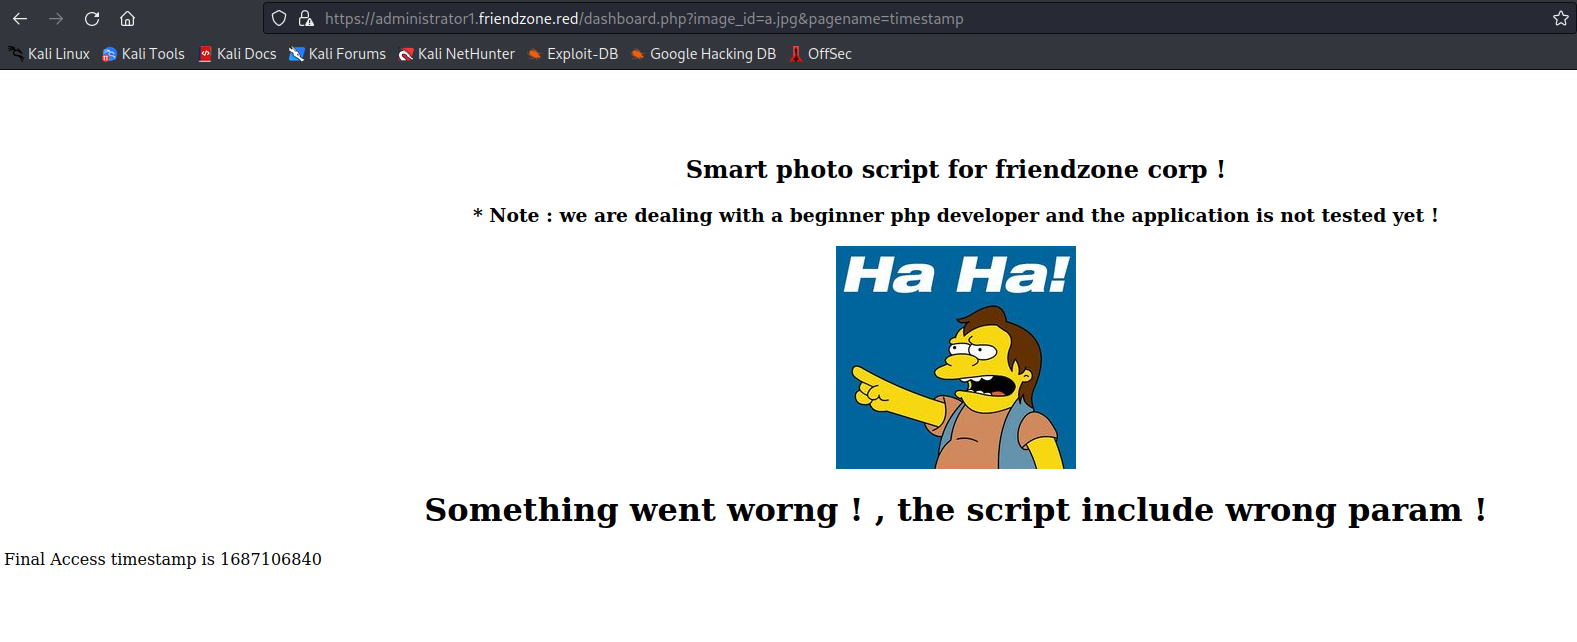 https://administrator1.friendzone.red/dashboard.php?image_id=a.jpg&pagename=timestamp
Kali Linux Kali Tools Kali Docs Kali Forums Kali NetHunter Exploit-DB Google Hacking DB OffSec
Smart photo script for friendzone corp !
* Note : we are dealing with a beginner php developer and the application is not tested yet !
Ha Ha!
Something went worng ! , the script include wrong param !
Final Access timestamp is 1687106840